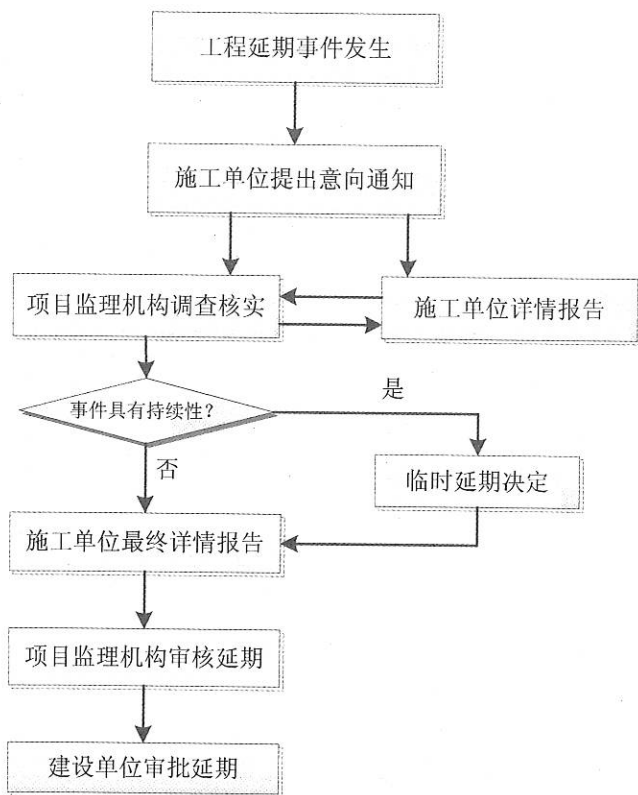 工程延期事件发生
施工单位提出意向通知
项目监理机构调查核实
施工单位详情报告
事件具有持续性?
是
否
临时延期决定
施工单位最终详情报告
项目监理机构审核延期
建设单位审批延期